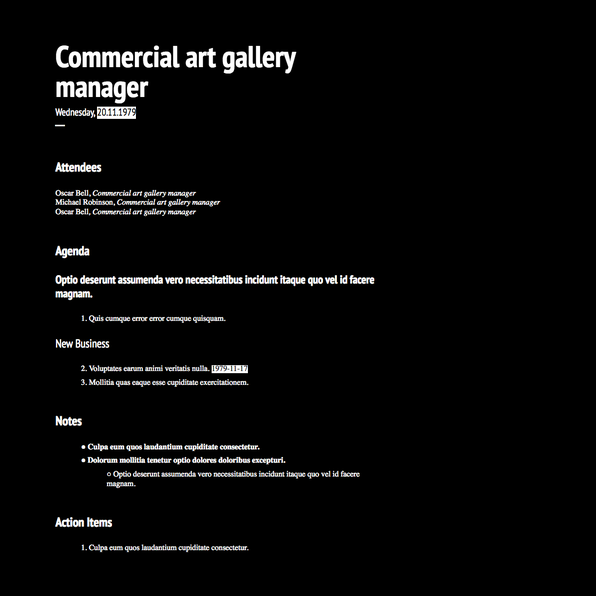 Commercial art gallery
manager
Wednesday, 20.11.1979
Attendees
Oscar Bell, Commercial art gallery manager
Michael Robinson, Commercial art gallery manager
Oscar Bell, Commercial art gallery manager
Agenda
Optio deserunt assumenda vero necessitatibus incidunt itaque quo vel id facere
magnam.
1. Quis cumque error error cumque quisquam.
New Business
2. Voluptates earum animi veritatis nulla. 1979-11-17
3. Mollitia quas eaque esse cupiditate exercitationem.
Notes
● Culpa eum quos laudantium cupiditate consectetur.
● Dolorum mollitia tenetur optio dolores doloribus excepturi.
○ Optio deserunt assumenda vero necessitatibus incidunt itaque quo vel id facere
magnam.
Action Items
1. Culpa eum quos laudantium cupiditate consectetur.